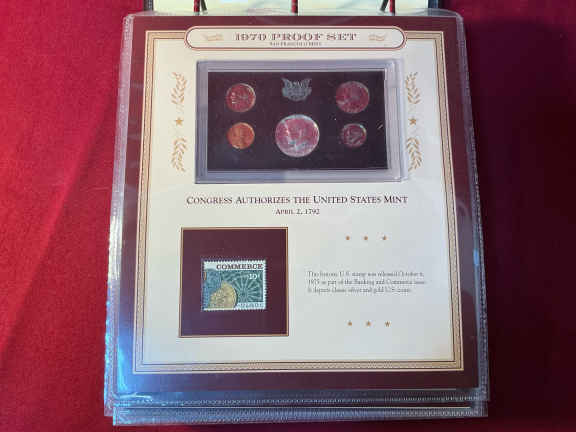 1970 PROOF SET
SAN FRANCISCO MINT
CONGRESS AUTHORIZES THE UNITED STATES MINT
APRIL 2, 1792
COMMERCE
10c
This historic U.S. stamp was released October 6,
1975 as part of the Banking and Commerce issue.
It depicts classic silver and gold U.S. coins.